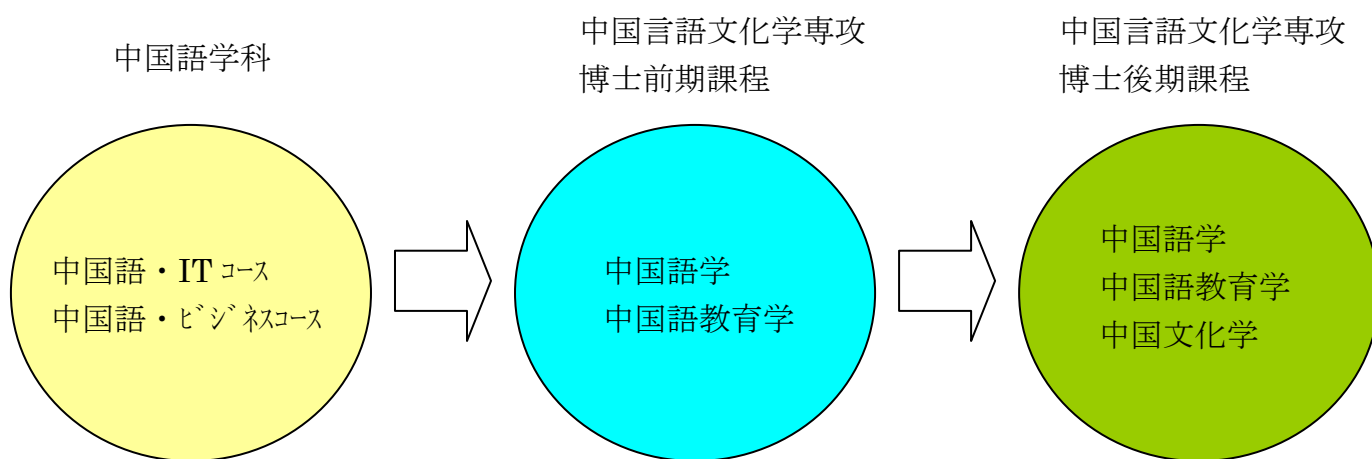 中国語学科
中国言語文化学専攻
博士前期課程
中国言語文化学専攻
博士後期課程
中国語・ITコース
中国語・ビジネスコース
中国語学
中国語教育学
中国語学
中国語教育学
中国文化学